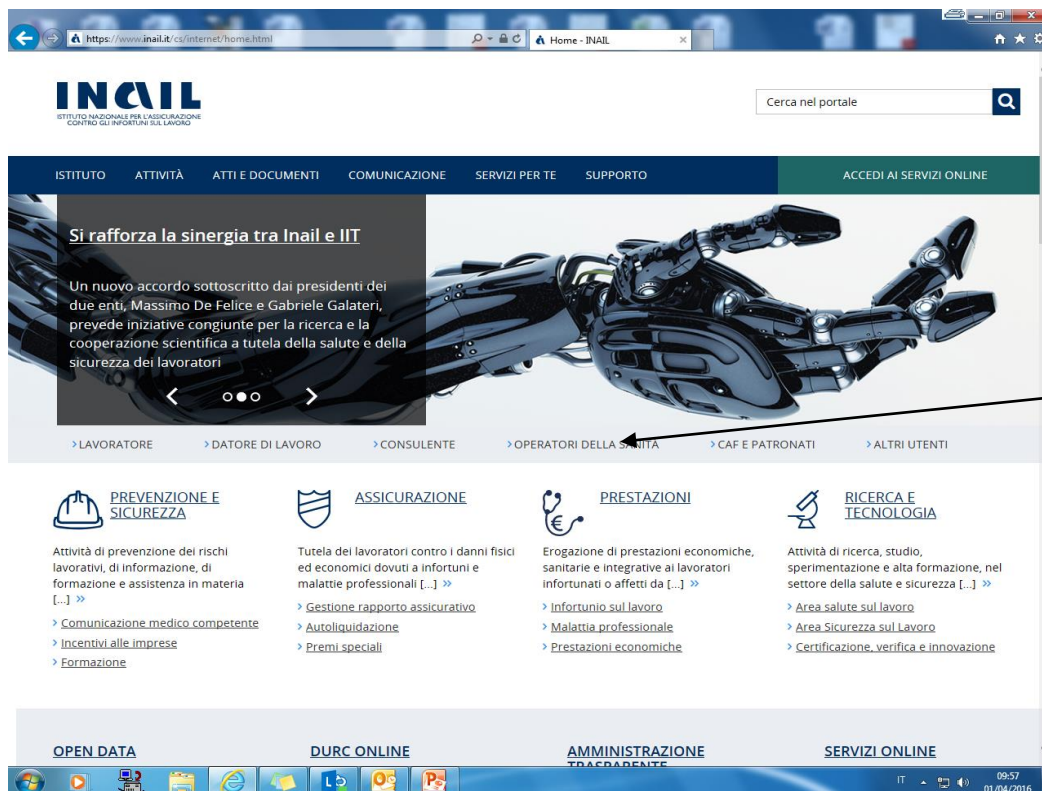 https://www.inail.it/cs/internet/home.html
Home - INAIL
INAIL
ISTITUTO NAZIONALE PER L'ASSICURAZIONE
CONTRO GLI INFORTUNI SUL LAVORO
Cerca nel portale
ISTITUTO ATTIVITÀ ATTI E DOCUMENTI COMUNICAZIONE SERVIZI PER TE SUPPORTO ACCEDI AI SERVIZI ONLINE
Si rafforza la sinergia tra Inail e IIT
Un nuovo accordo sottoscritto dai presidenti dei
due enti, Massimo De Felice e Gabriele Galateri,
prevede iniziative congiunte per la ricerca e la
cooperazione scientifica a tutela della salute e della
sicurezza dei lavoratori
LAVORATORE DATORE DI LAVORO CONSULENTE OPERATORI DELLA SANITÀ CAF E PATRONATI ALTRI UTENTI
PREVENZIONE E
SICUREZZA
Attività di prevenzione dei rischi
lavorativi, di informazione, di
formazione e assistenza in materia
[...] »
Comunicazione medico competente
Incentivi alle imprese
Formazione
ASSICURAZIONE
Tutela dei lavoratori contro i danni fisici
ed economici dovuti a infortuni e
malattie professionali [...] »
Gestione rapporto assicurativo
Autoliquidazione
Premi speciali
PRESTAZIONI
Erogazione di prestazioni economiche,
sanitarie e integrative ai lavoratori
infortunati o affetti da [...] »
Infortunio sul lavoro
Malattia professionale
Prestazioni economiche
RICERCA E
TECNOLOGIA
Attività di ricerca, studio,
sperimentazione e alta formazione, nel
settore della salute e sicurezza [...] »
Area salute sul lavoro
Area Sicurezza sul Lavoro
Certificazione, verifica e innovazione
OPEN DATA
DURC ONLINE
AMMINISTRAZIONE
TRASPARENTE
SERVIZI ONLINE
IT
09:57
01/04/2016